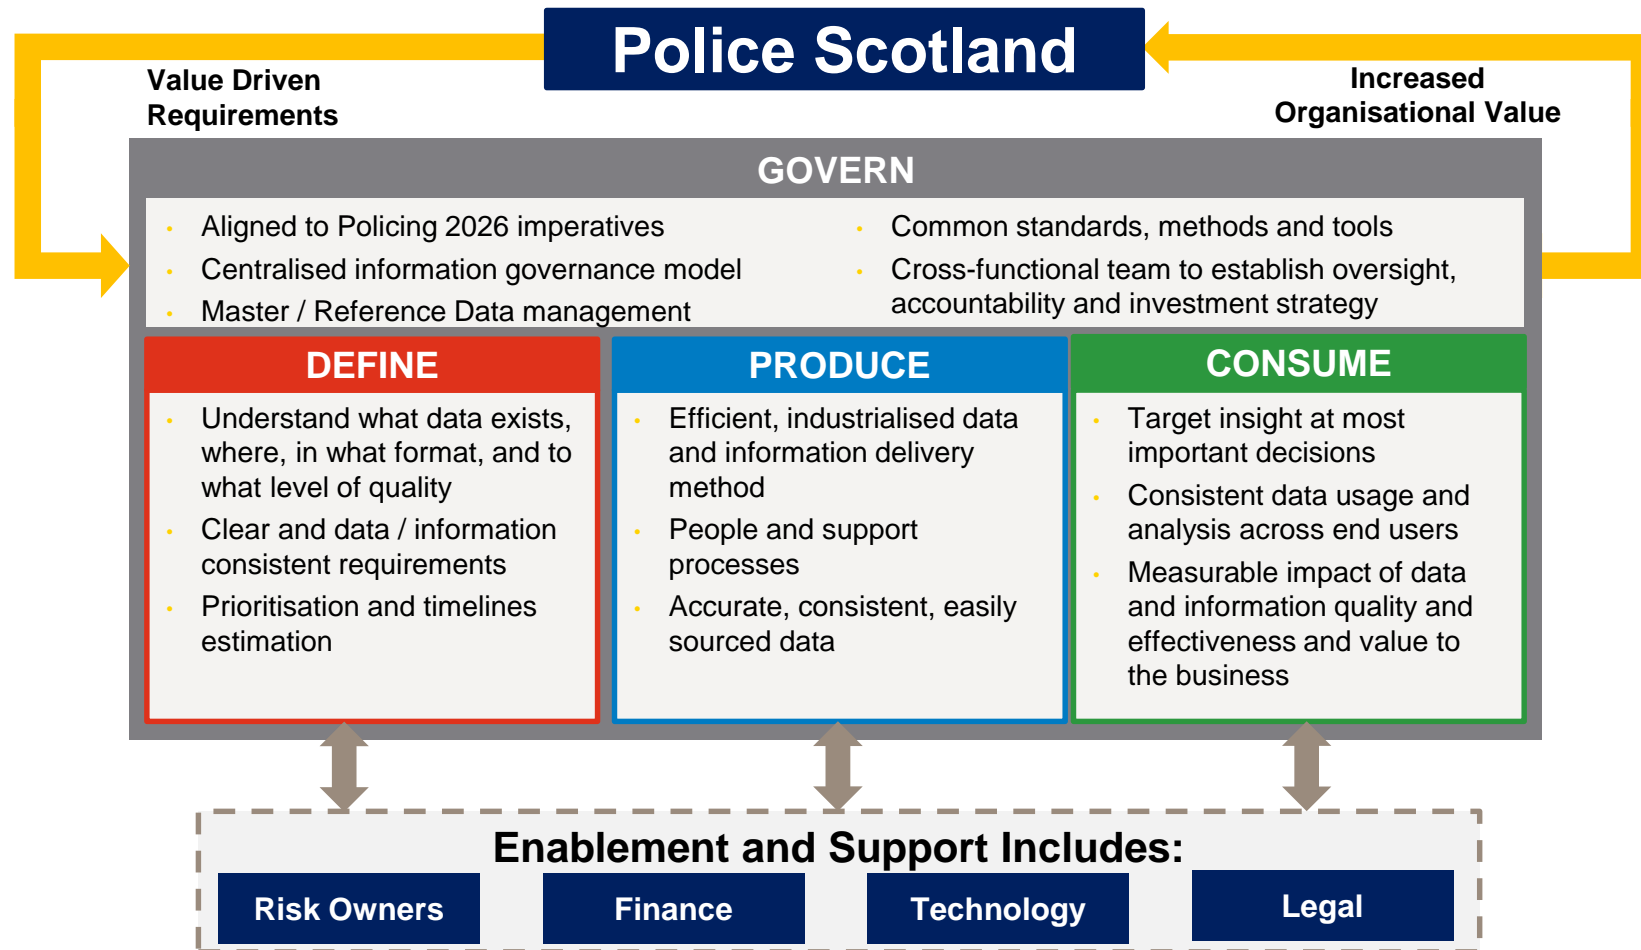 Police Scotland
Value Driven
Requirements
Increased
Organisational Value
GOVERN
• Aligned to Policing 2026 imperatives
• Centralised information governance model
• Master / Reference Data management
• Common standards, methods and tools
• Cross-functional team to establish oversight,
accountability and investment strategy
DEFINE
• Understand what data exists,
where, in what format, and to
what level of quality
• Clear and data / information
consistent requirements
• Prioritisation and timelines
estimation
PRODUCE
• Efficient, industrialised data
and information delivery
method
• People and support
processes
• Accurate, consistent, easily
sourced data
CONSUME
• Target insight at most
important decisions
• Consistent data usage and
analysis across end users
• Measurable impact of data
and information quality and
effectiveness and value to
the business
Enablement and Support Includes:
Risk Owners
Finance
Technology
Legal